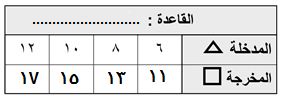 القاعدة : ...........................
المدخلة △ ٦ ٨ ١٠ ١٢
المخرجة □ ١١ ١٣ ١٥ ١٧